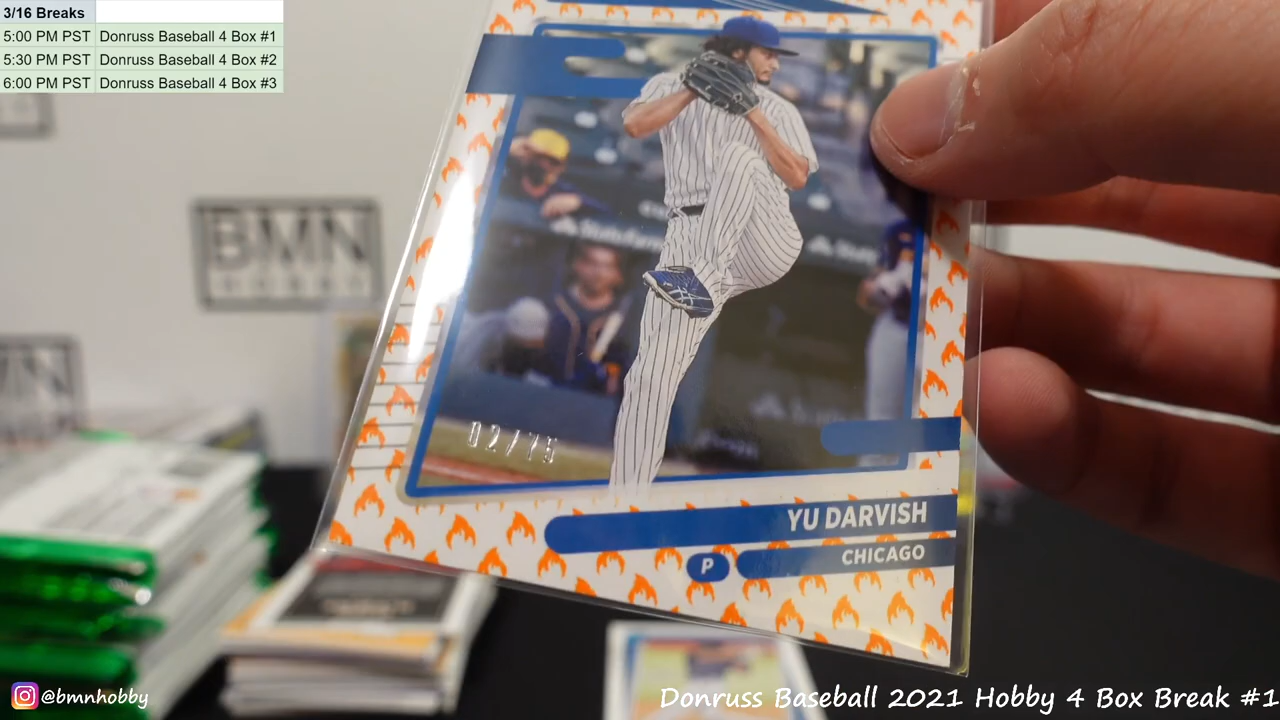 3/16 Breaks
5:00 PM PST Donruss Baseball 4 Box #1
5:30 PM PST Donruss Baseball 4 Box #2
6:00 PM PST Donruss Baseball 4 Box #3
BMN
HOBBY
02/75
YU DARVISH
P CHICAGO
@bmnhobby
Donruss Baseball 2021 Hobby 4 Box Break #1